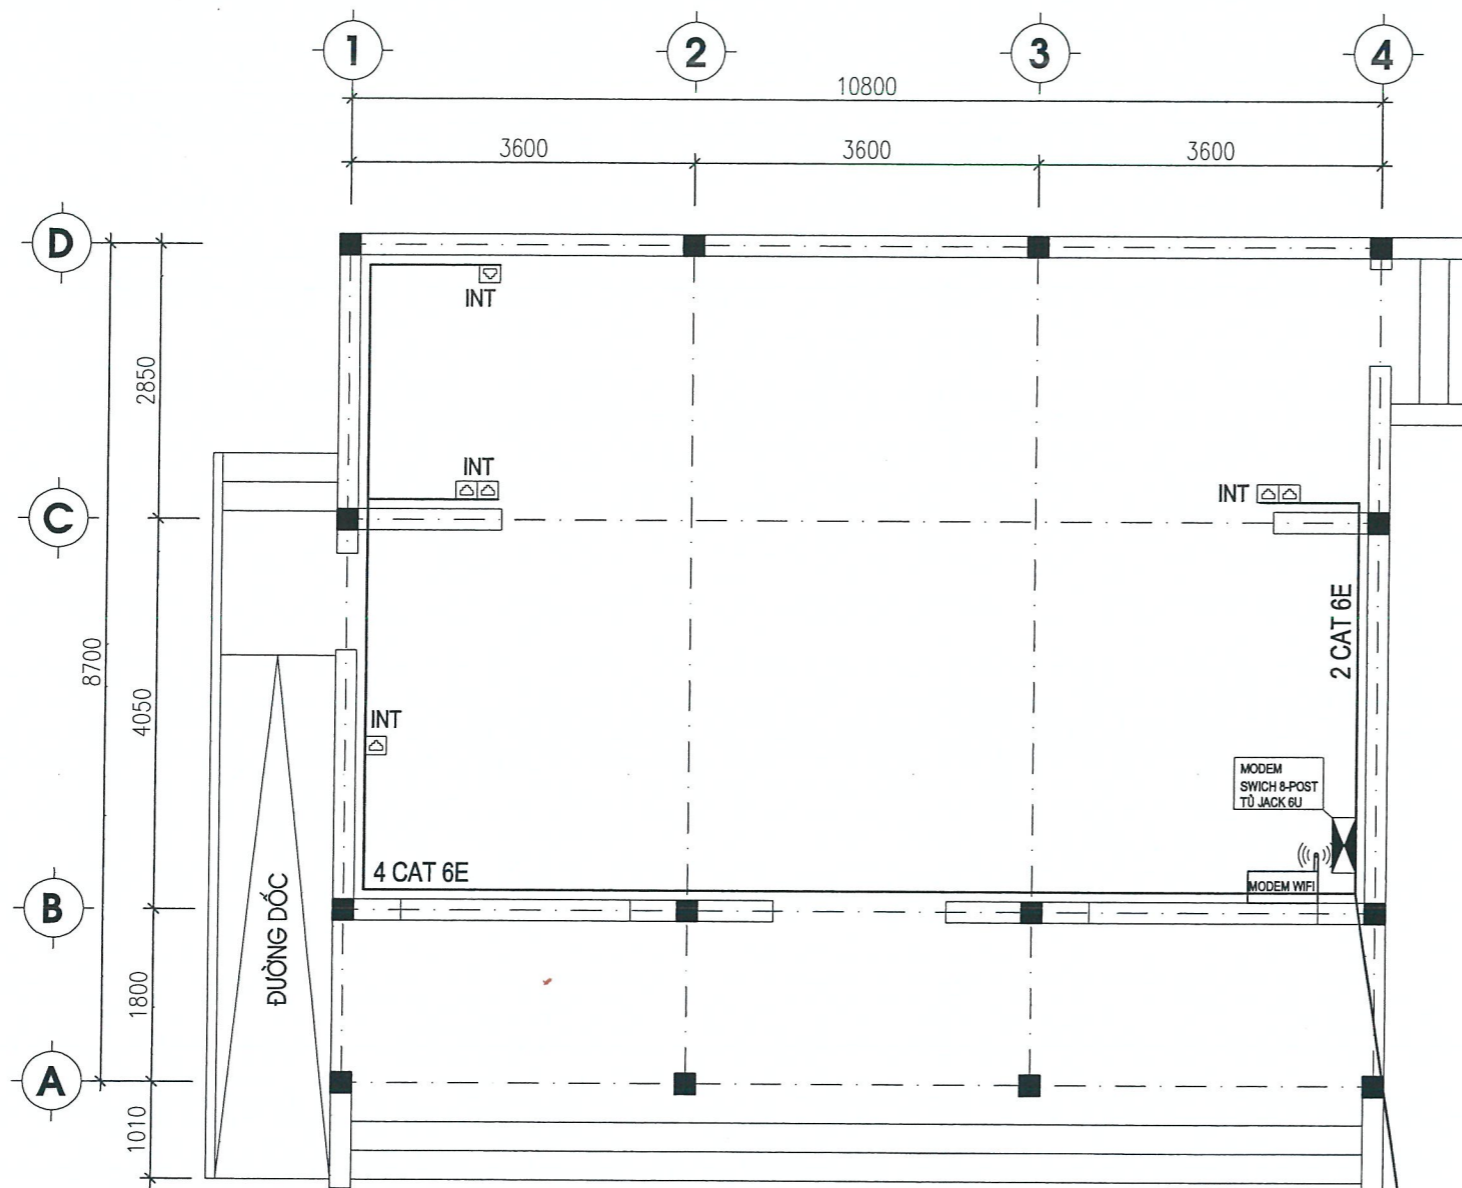 1 2 3 4
10800
3600 3600 3600
D
INT
2850
INT
INT
C
2 CAT 6E
8700
4050
INT
MODEM
SWICH 8-POST
TỦ JACK 6U
4 CAT 6E
MODEM WIFI
B
ĐƯỜNG DỐC
1800
A
1010